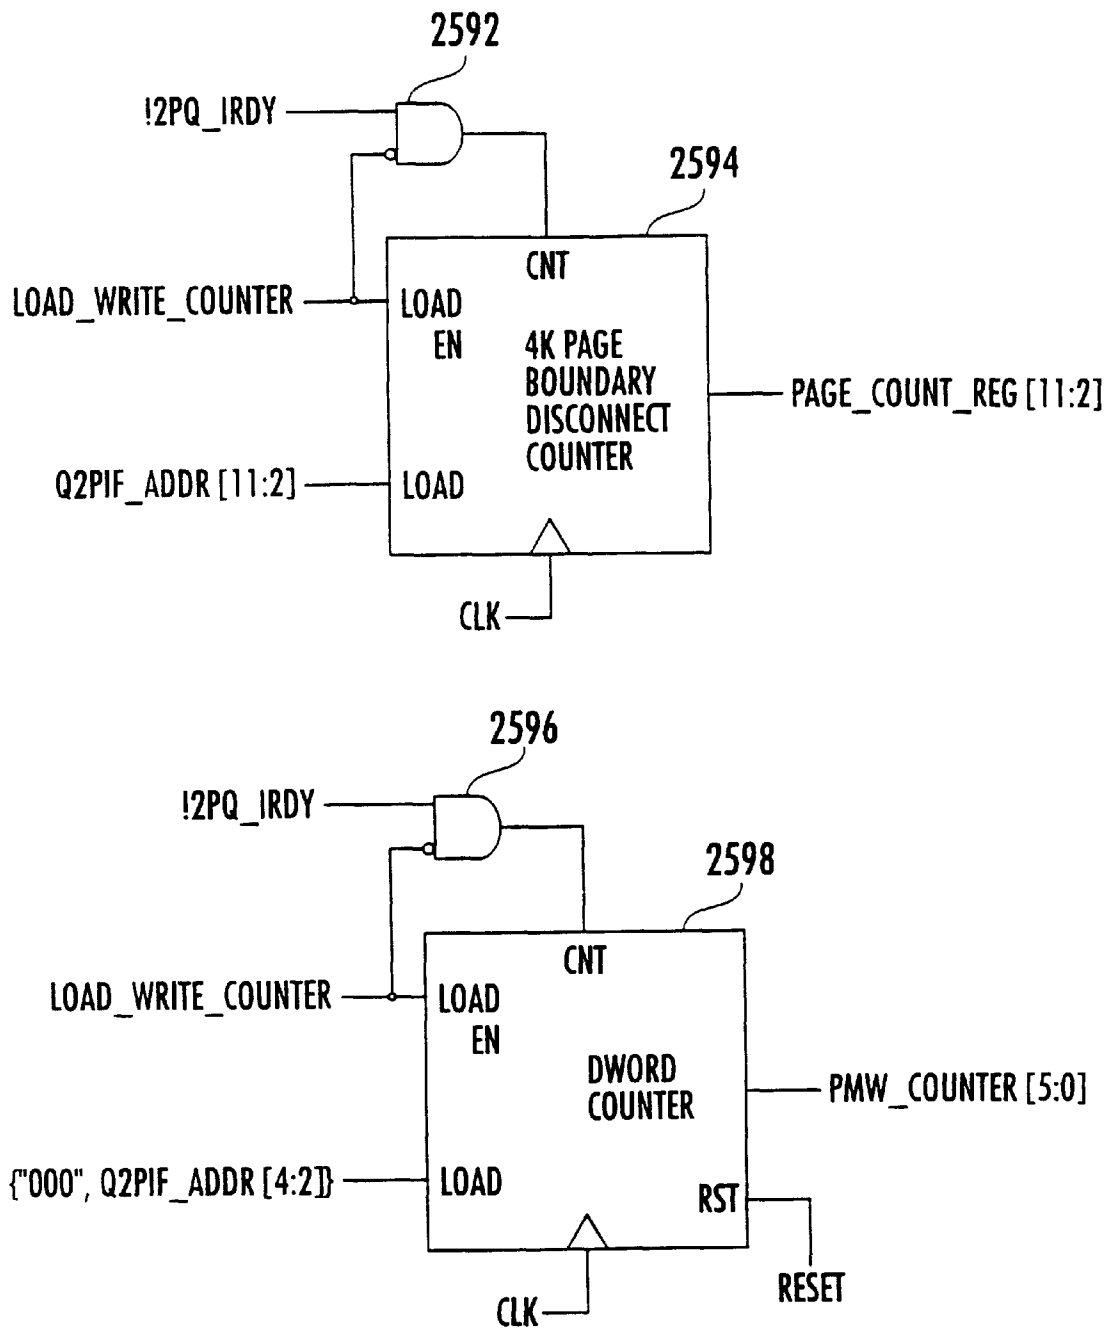 2592
!2PQ_IRDY
2594
CNT
LOAD_WRITE_COUNTER
LOAD
EN
4K PAGE
BOUNDARY
DISCONNECT
COUNTER
PAGE_COUNT_REG [11:2]
Q2PIF_ADDR [11:2]
LOAD
CLK
2596
!2PQ_IRDY
2598
CNT
LOAD_WRITE_COUNTER
LOAD
EN
DWORD
COUNTER
PMW_COUNTER [5:0]
{"000", Q2PIF_ADDR [4:2]}
LOAD
RST
RESET
CLK